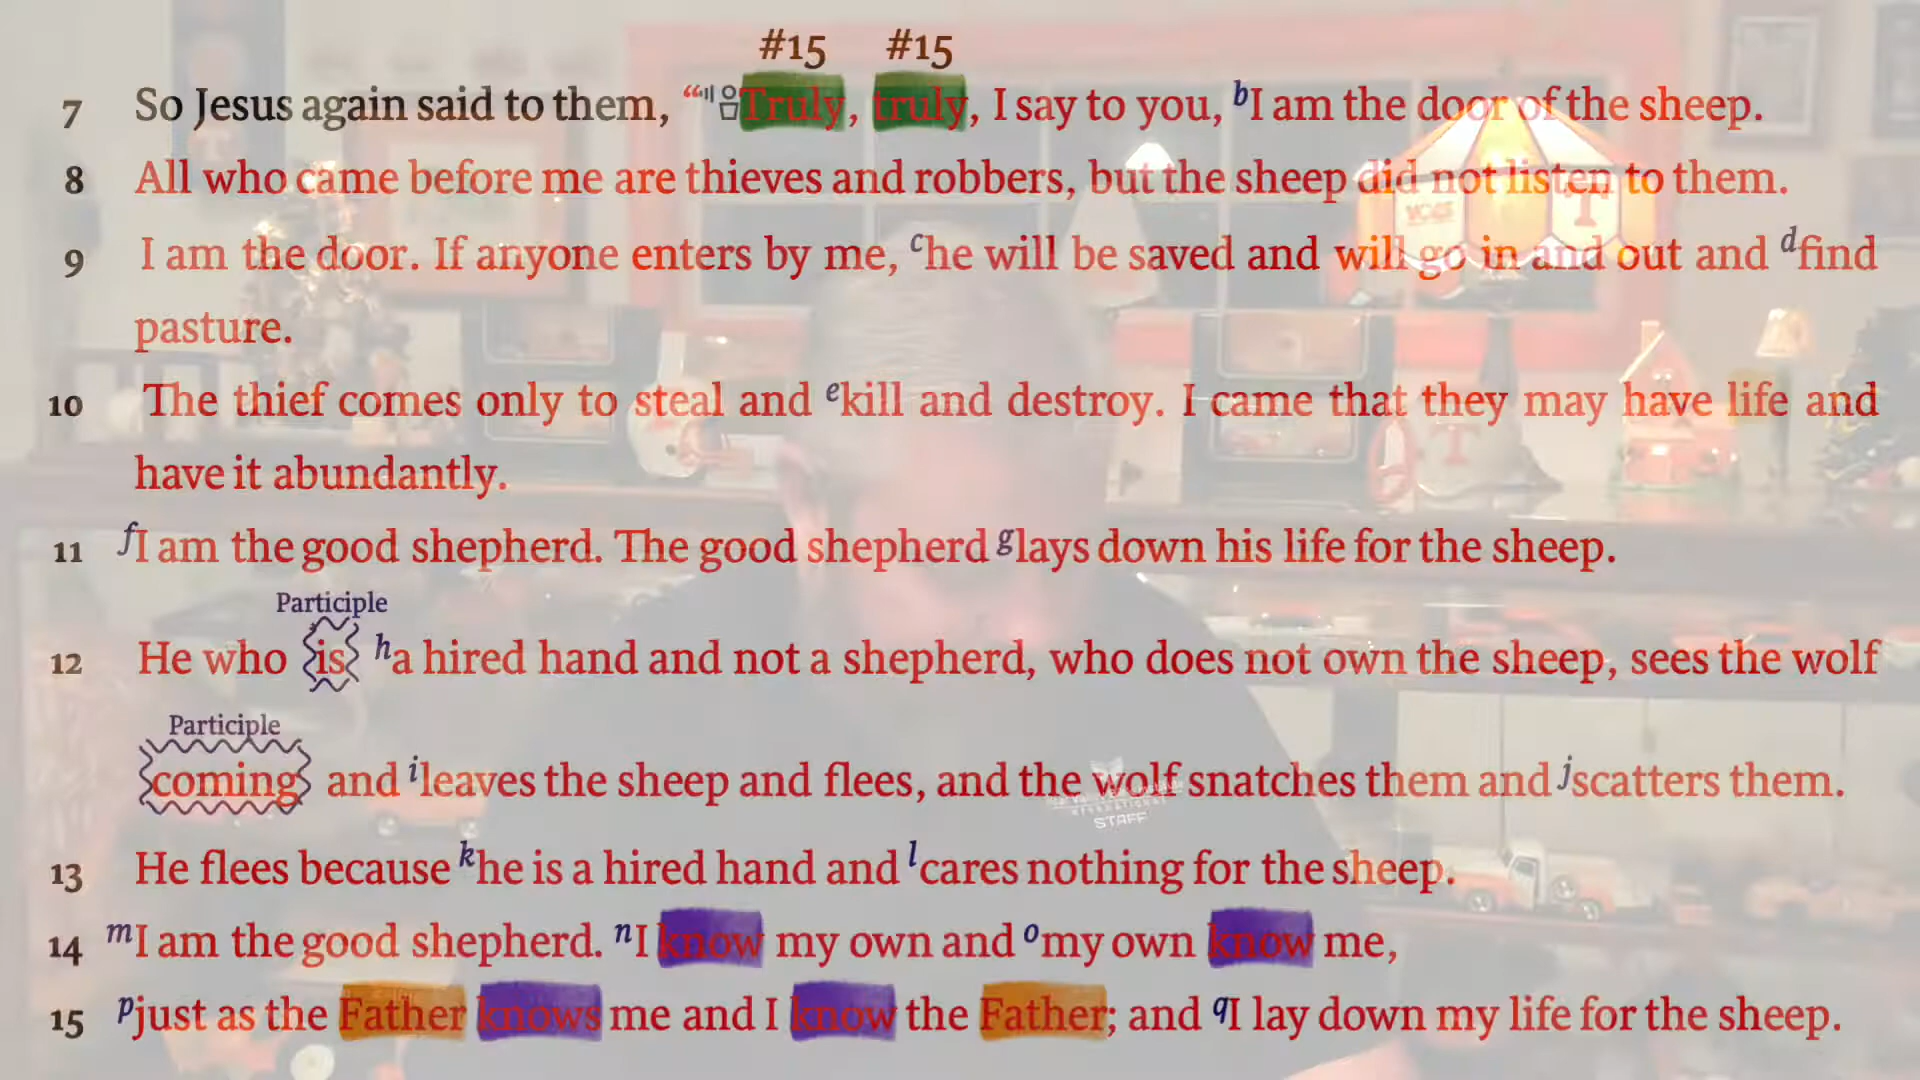 #15 #15
7 So Jesus again said to them, “Truly, truly, I say to you, bI am the door of the sheep.
8 All who came before me are thieves and robbers, but the sheep did not listen to them.
9 I am the door. If anyone enters by me, che will be saved and will go in and out and dfind
pasture.
10 The thief comes only to steal and ekill and destroy. I came that they may have life and
have it abundantly.
11 fI am the good shepherd. The good shepherd glays down his life for the sheep.
Participle
12 He who is ha hired hand and not a shepherd, who does not own the sheep, sees the wolf
Participle
coming and ileaves the sheep and flees, and the wolf snatches them and jscatters them.
STAFF
13 He flees because khe is a hired hand and lcares nothing for the sheep.
14 mI am the good shepherd. nI know my own and omy own know me,
15 pjust as the Father knows me and I know the Father; and qI lay down my life for the sheep.